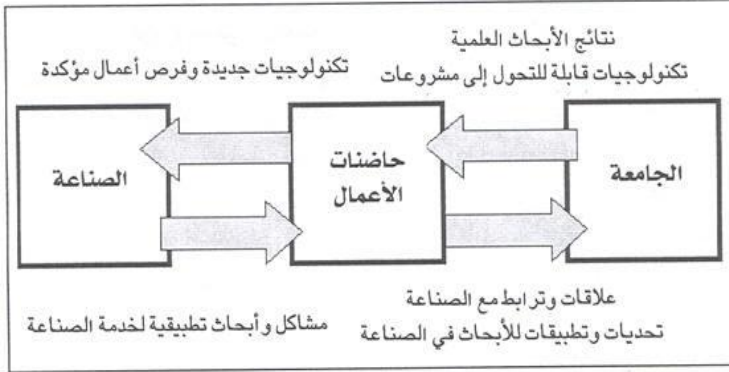 نتائج الأبحاث العلمية
تكنولوجيات قابلة للتحول إلى مشروعات
تكنولوجيات جديدة وفرص أعمال مؤكدة
الجامعة
حاضنات
الأعمال
الصناعة
علاقات وترابط مع الصناعة
تحديات وتطبيقات للأبحاث في الصناعة
مشاكل وأبحاث تطبيقية لخدمة الصناعة